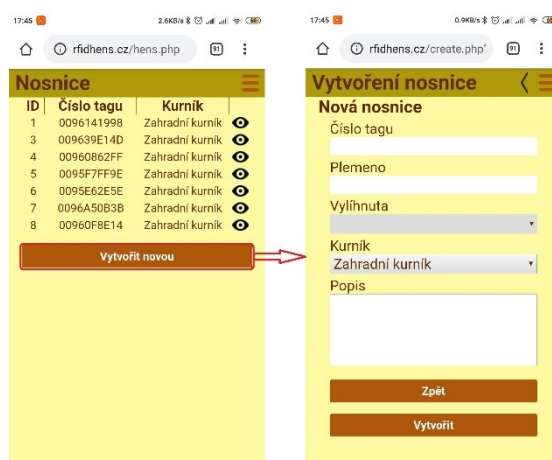 17:45 2.6KB/s 66
rfidhens.cz/hens.php 91
Nosnice
ID Číslo tagu Kurník
1 0096141998 Zahradní kurník
3 009639E14D Zahradní kurník
4 00960862FF Zahradní kurník
5 0095F7FF9E Zahradní kurník
6 0095E62E5E Zahradní kurník
7 0096A50B3B Zahradní kurník
8 00960F8E14 Zahradní kurník
Vytvořit novou
17:45 0.9KB/s
rfidhens.cz/create.php? 91
Vytvoření nosnice
Nová nosnice
Číslo tagu
Plemeno
Vylíhnuta
Kurník
Zahradní kurník
Popis
Zpět
Vytvořit